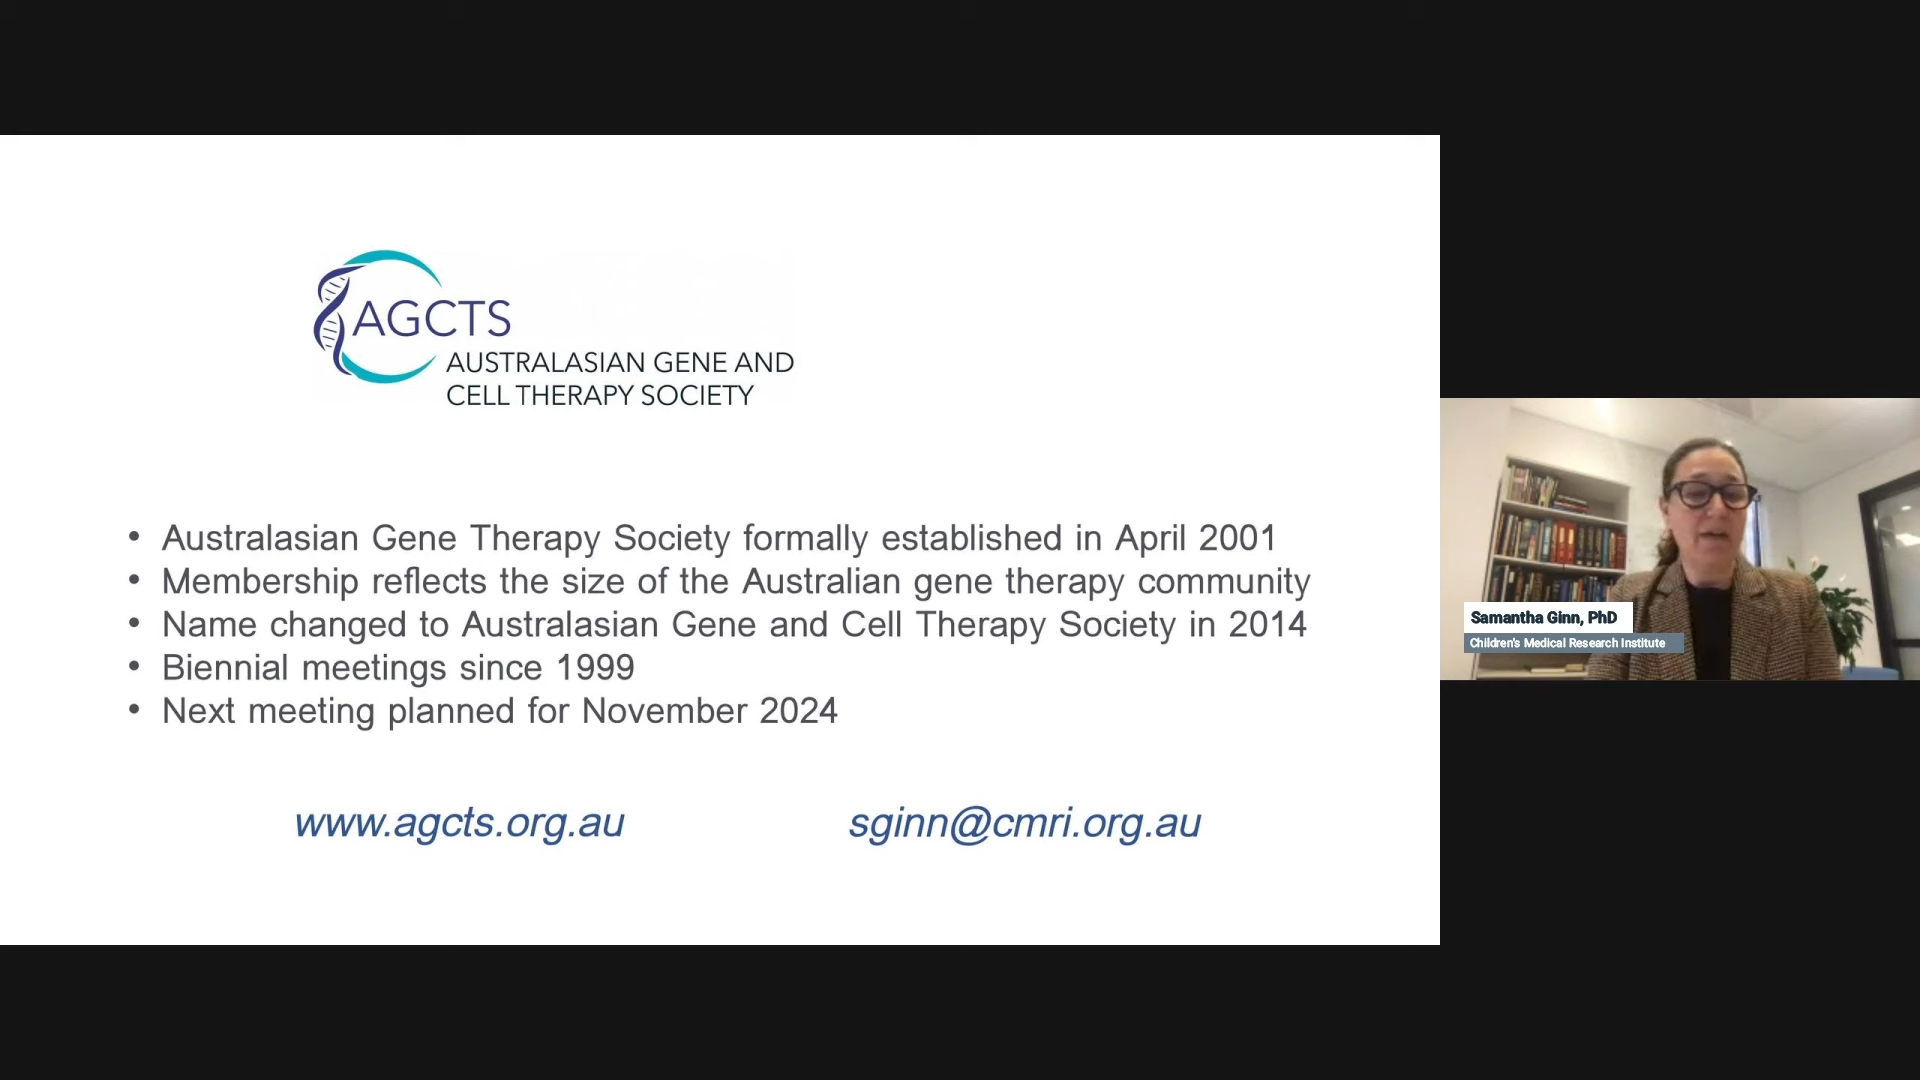 AGCTS
AUSTRALASIAN GENE AND
CELL THERAPY SOCIETY
• Australasian Gene Therapy Society formally established in April 2001
• Membership reflects the size of the Australian gene therapy community
• Name changed to Australasian Gene and Cell Therapy Society in 2014
• Biennial meetings since 1999
• Next meeting planned for November 2024
www.agcts.org.au
sginn@cmri.org.au
Samantha Ginn, PhD
Children's Medical Research Institute